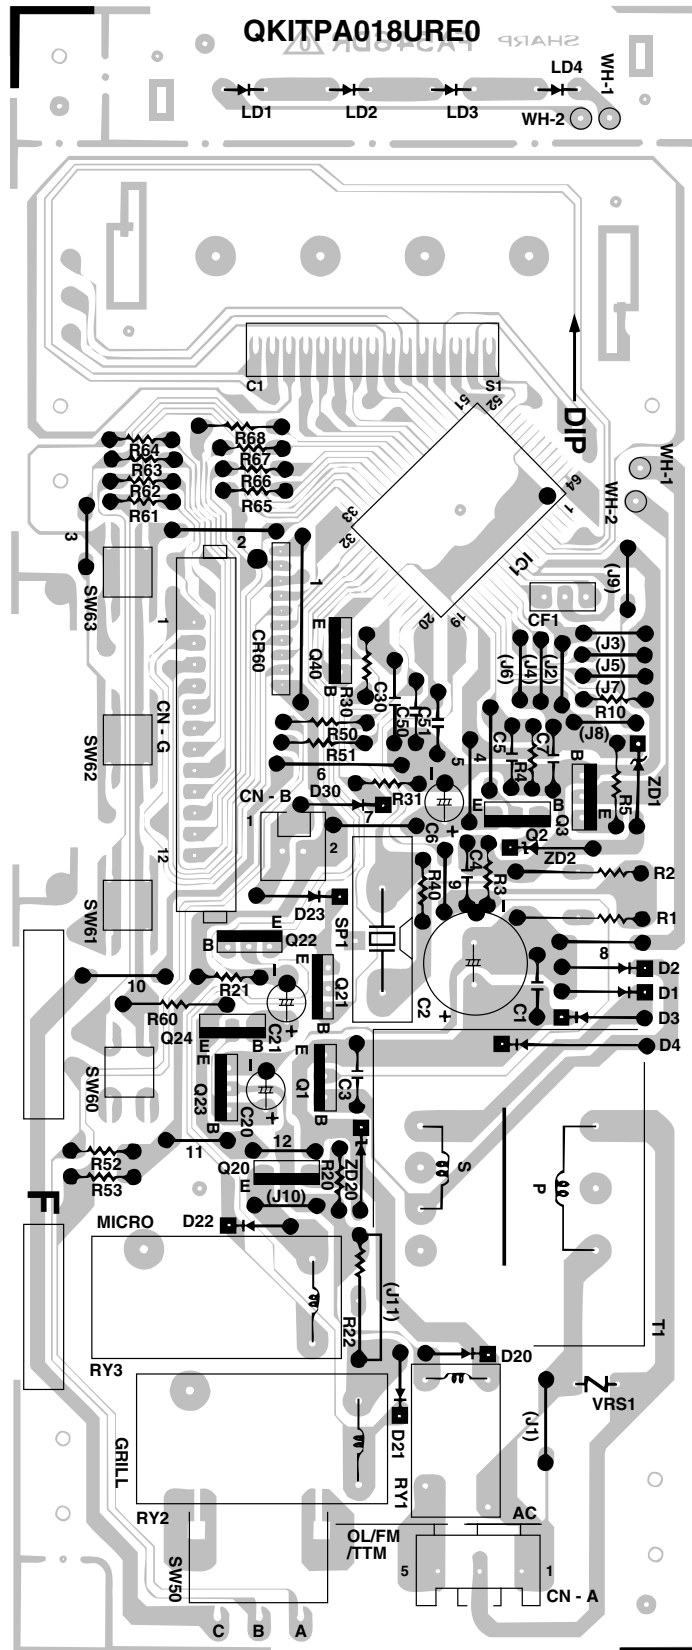 QKITPA018URE0
SHARP
PA546DR
LD4
WH-1
LD1
LD2
LD3
WH-2
C1
S1
51
52
DIP
R68
R64
R67
R63
R66
R62
R65
R61
64
1
WH-1
WH-2
33
32
3
2
1
IC1
(J9)
SW63
CF1
1
CR60
20
19
E
Q40
B
R30
C30
C50
C51
(J6)
(J4)
(J2)
(J3)
(J5)
(J7)
R10
(J8)
CN - G
R50
R51
SW62
6
5
4
C5
R4
C7
B
Q3
E
R5
ZD1
D30
R31
CN - B
7
1
2
C6
E
B
Q2
ZD2
12
R40
9
C4
R3
R2
SW61
D23
SP1
R1
E
B
Q22
8
D2
10
R21
E
Q21
B
C2
C1
D1
R60
D3
Q24
E
B
C21
D4
SW60
E
Q23
B
C20
E
Q1
B
C3
S
P
11
12
R52
R53
Q20
E
R20
ZD20
(J10)
F
MICRO
D22
R22
(J11)
T1
RY3
D20
VRS1
D21
(J1)
GRILL
RY1
RY2
AC
OL/FM
/TTM
SW50
5
1
CN - A
C
B
A